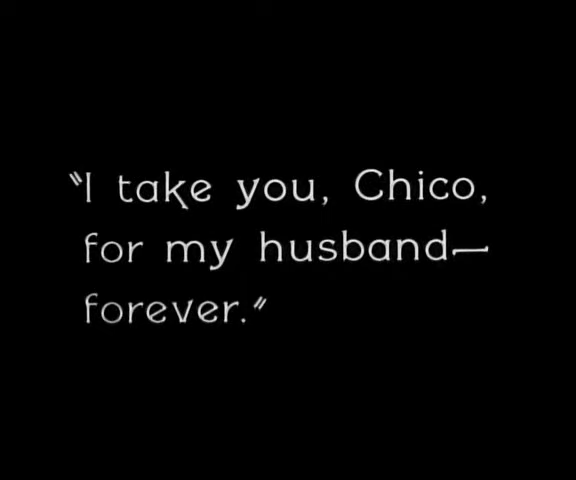 "I take you, Chico,
for my husband—
forever."